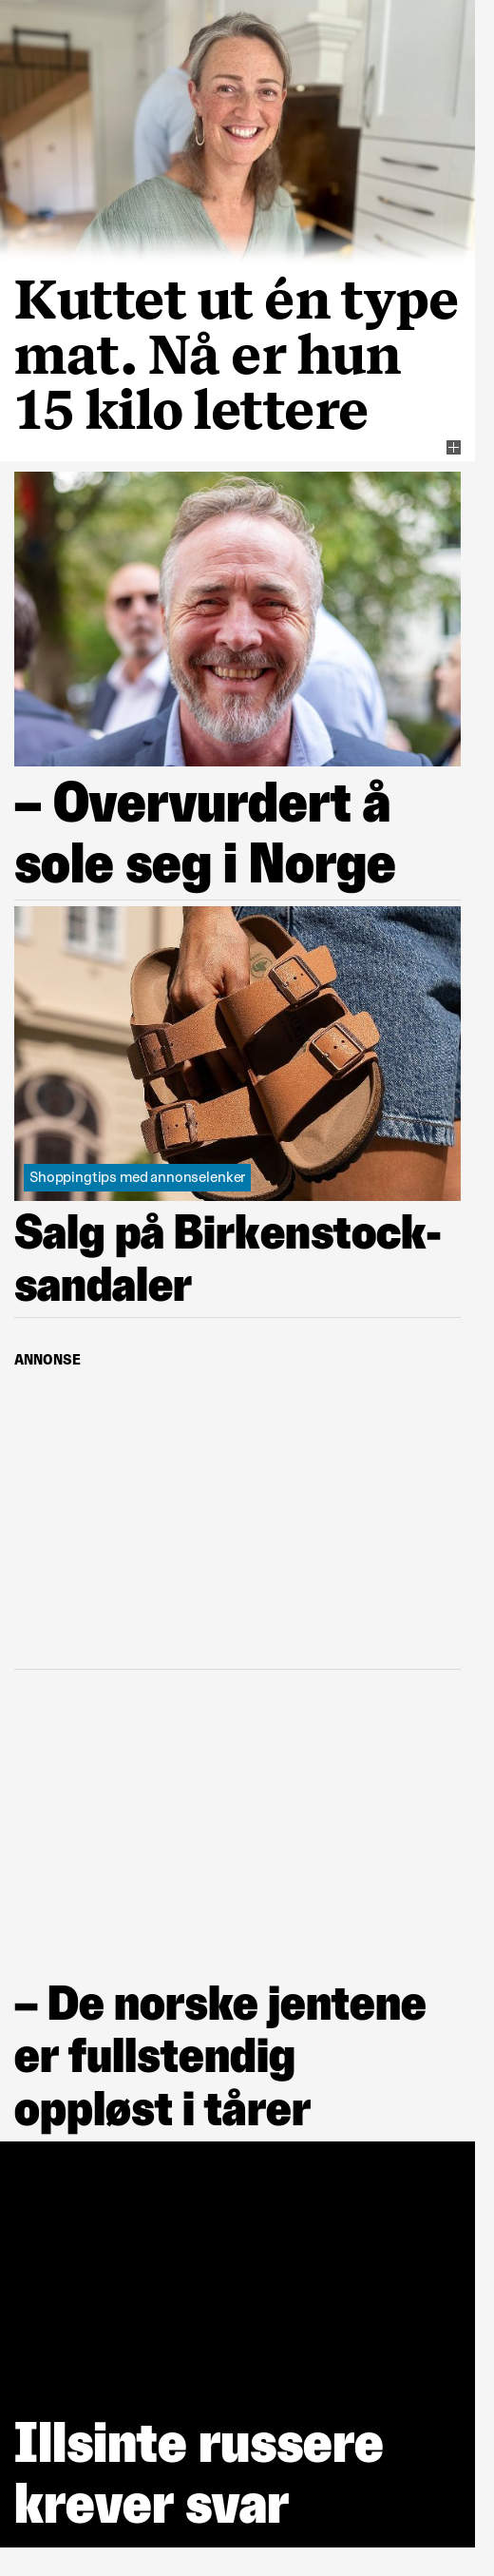 Kuttet ut én type
mat. Nå er hun
15 kilo lettere
– Overvurdert å
sole seg i Norge
Shoppingtips med annonselenker
Salg på Birkenstock-
sandaler
ANNONSE
– De norske jentene
er fullstendig
oppløst i tårer
Illsinte russere
krever svar